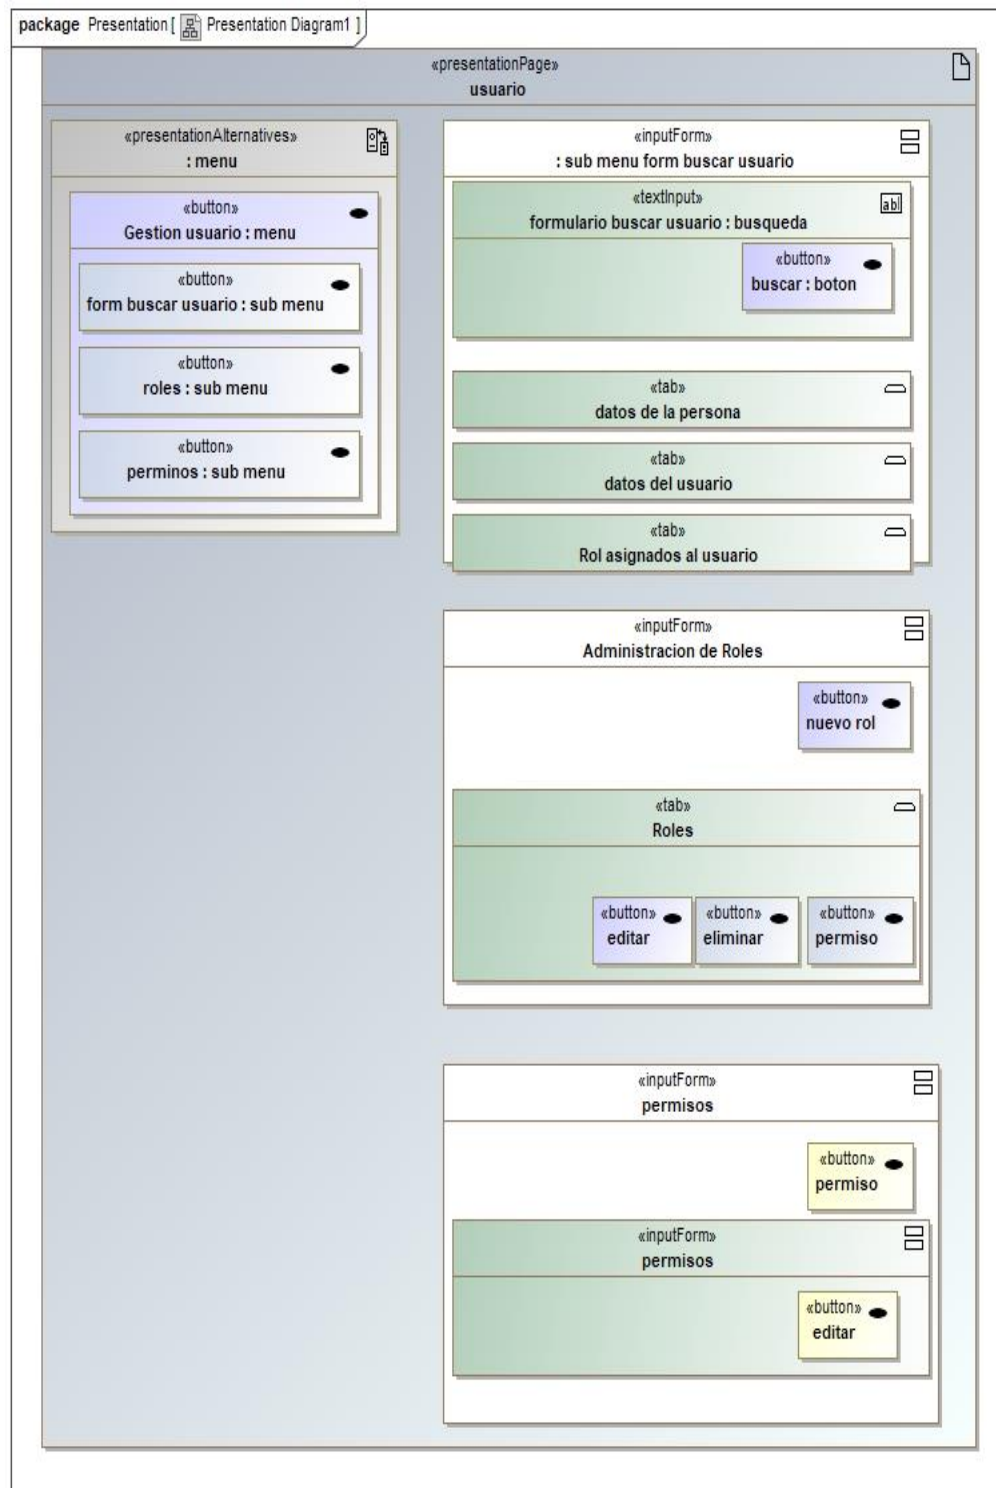 package Presentation [ Presentation Diagram1 ]
«presentationPage»
usuario
«presentationAlternatives»
: menu
«button»
Gestion usuario : menu
«button»
form buscar usuario : sub menu
«button»
roles : sub menu
«button»
perminos : sub menu
«inputForm»
: sub menu form buscar usuario
«textInput»
formulario buscar usuario : busqueda
abl
«button»
buscar : boton
«tab»
datos de la persona
«tab»
datos del usuario
«tab»
Rol asignados al usuario
«inputForm»
Administracion de Roles
«button»
nuevo rol
«tab»
Roles
«button»
editar
«button»
eliminar
«button»
permiso
«inputForm»
permisos
«button»
permiso
«inputForm»
permisos
«button»
editar